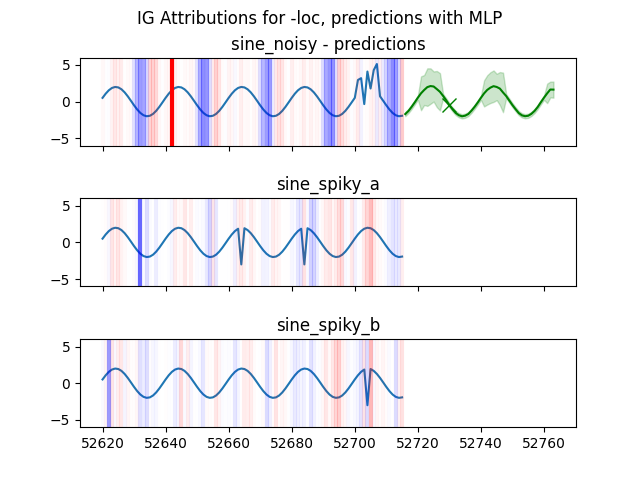 IG Attributions for -loc, predictions with MLP
sine_noisy - predictions
5
0
−5
sine_spiky_a
5
0
−5
sine_spiky_b
5
0
−5
52620 52640 52660 52680 52700 52720 52740 52760